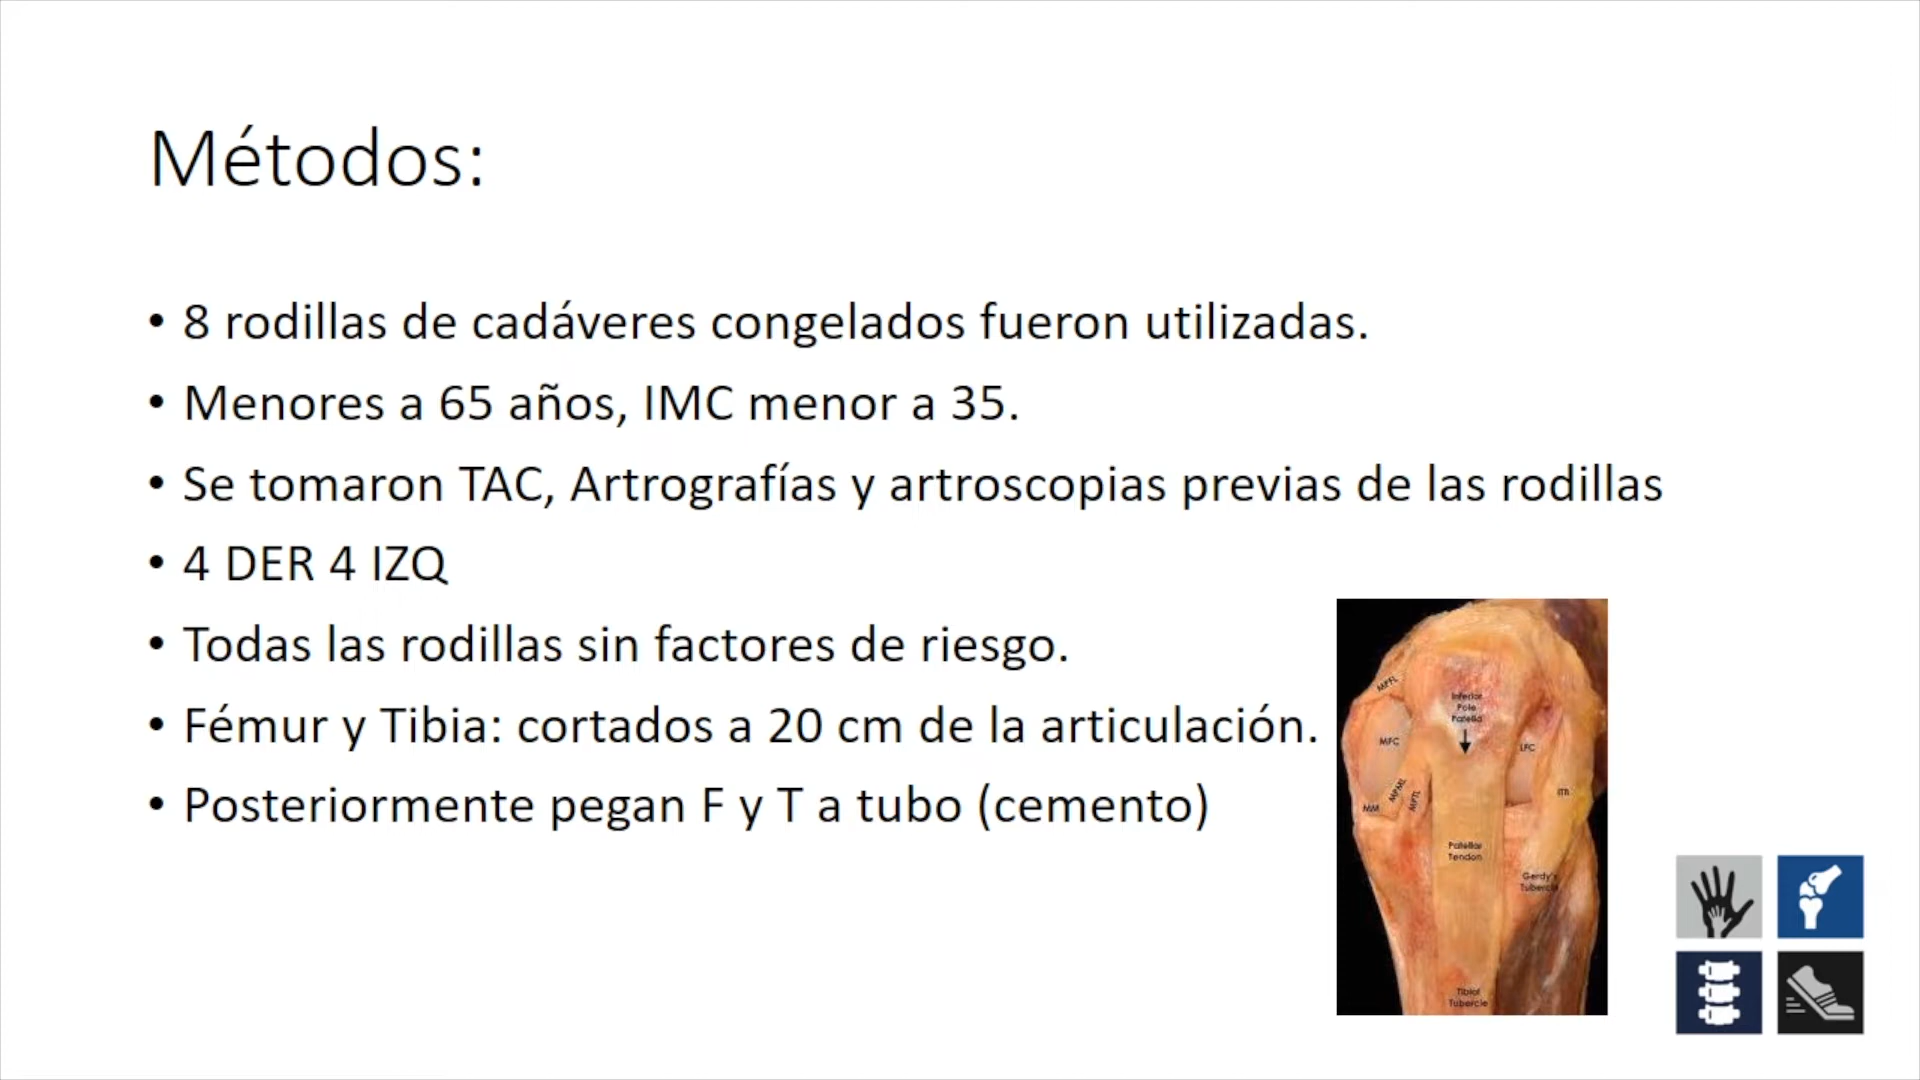 Métodos:
• 8 rodillas de cadáveres congelados fueron utilizadas.
• Menores a 65 años, IMC menor a 35.
• Se tomaron TAC, Artrografías y artroscopias previas de las rodillas
• 4 DER 4 IZQ
• Todas las rodillas sin factores de riesgo.
• Fémur y Tibia: cortados a 20 cm de la articulación.
• Posteriormente pegan F y T a tubo (cemento)
MPFL
Inferior
Pole
Patella
MFC
LFC
MPML
MPTL
MM
ITB
Patellar
Tendon
Gerdy's
Tubercle
Tibial
Tubercle